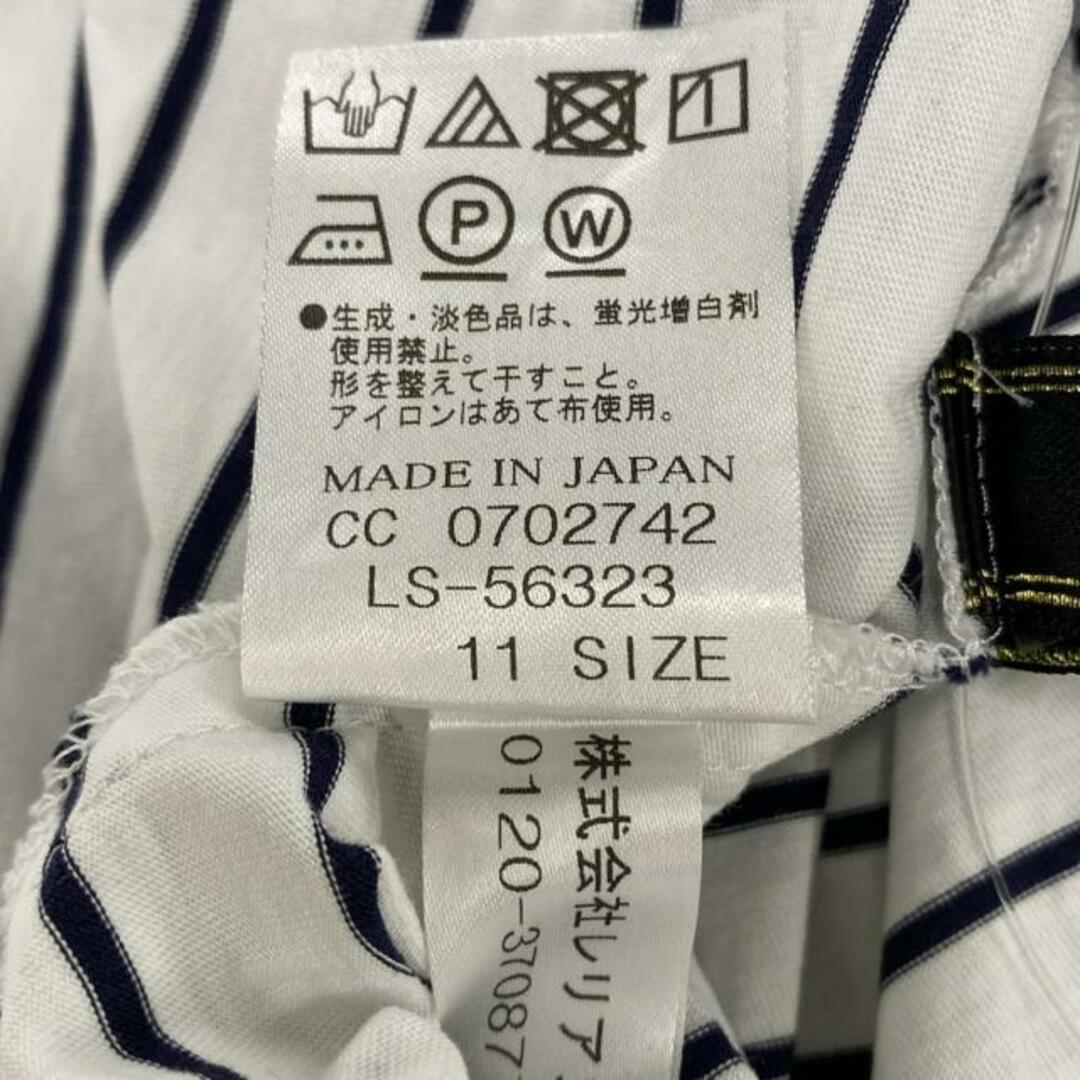 P W
●生成・淡色品は、蛍光増白剤
使用禁止。
形を整えて干すこと。
アイロンはあて布使用。
MADE IN JAPAN
CC 0702742
LS-56323
11 SIZE
株式会社レリア
0120-37087